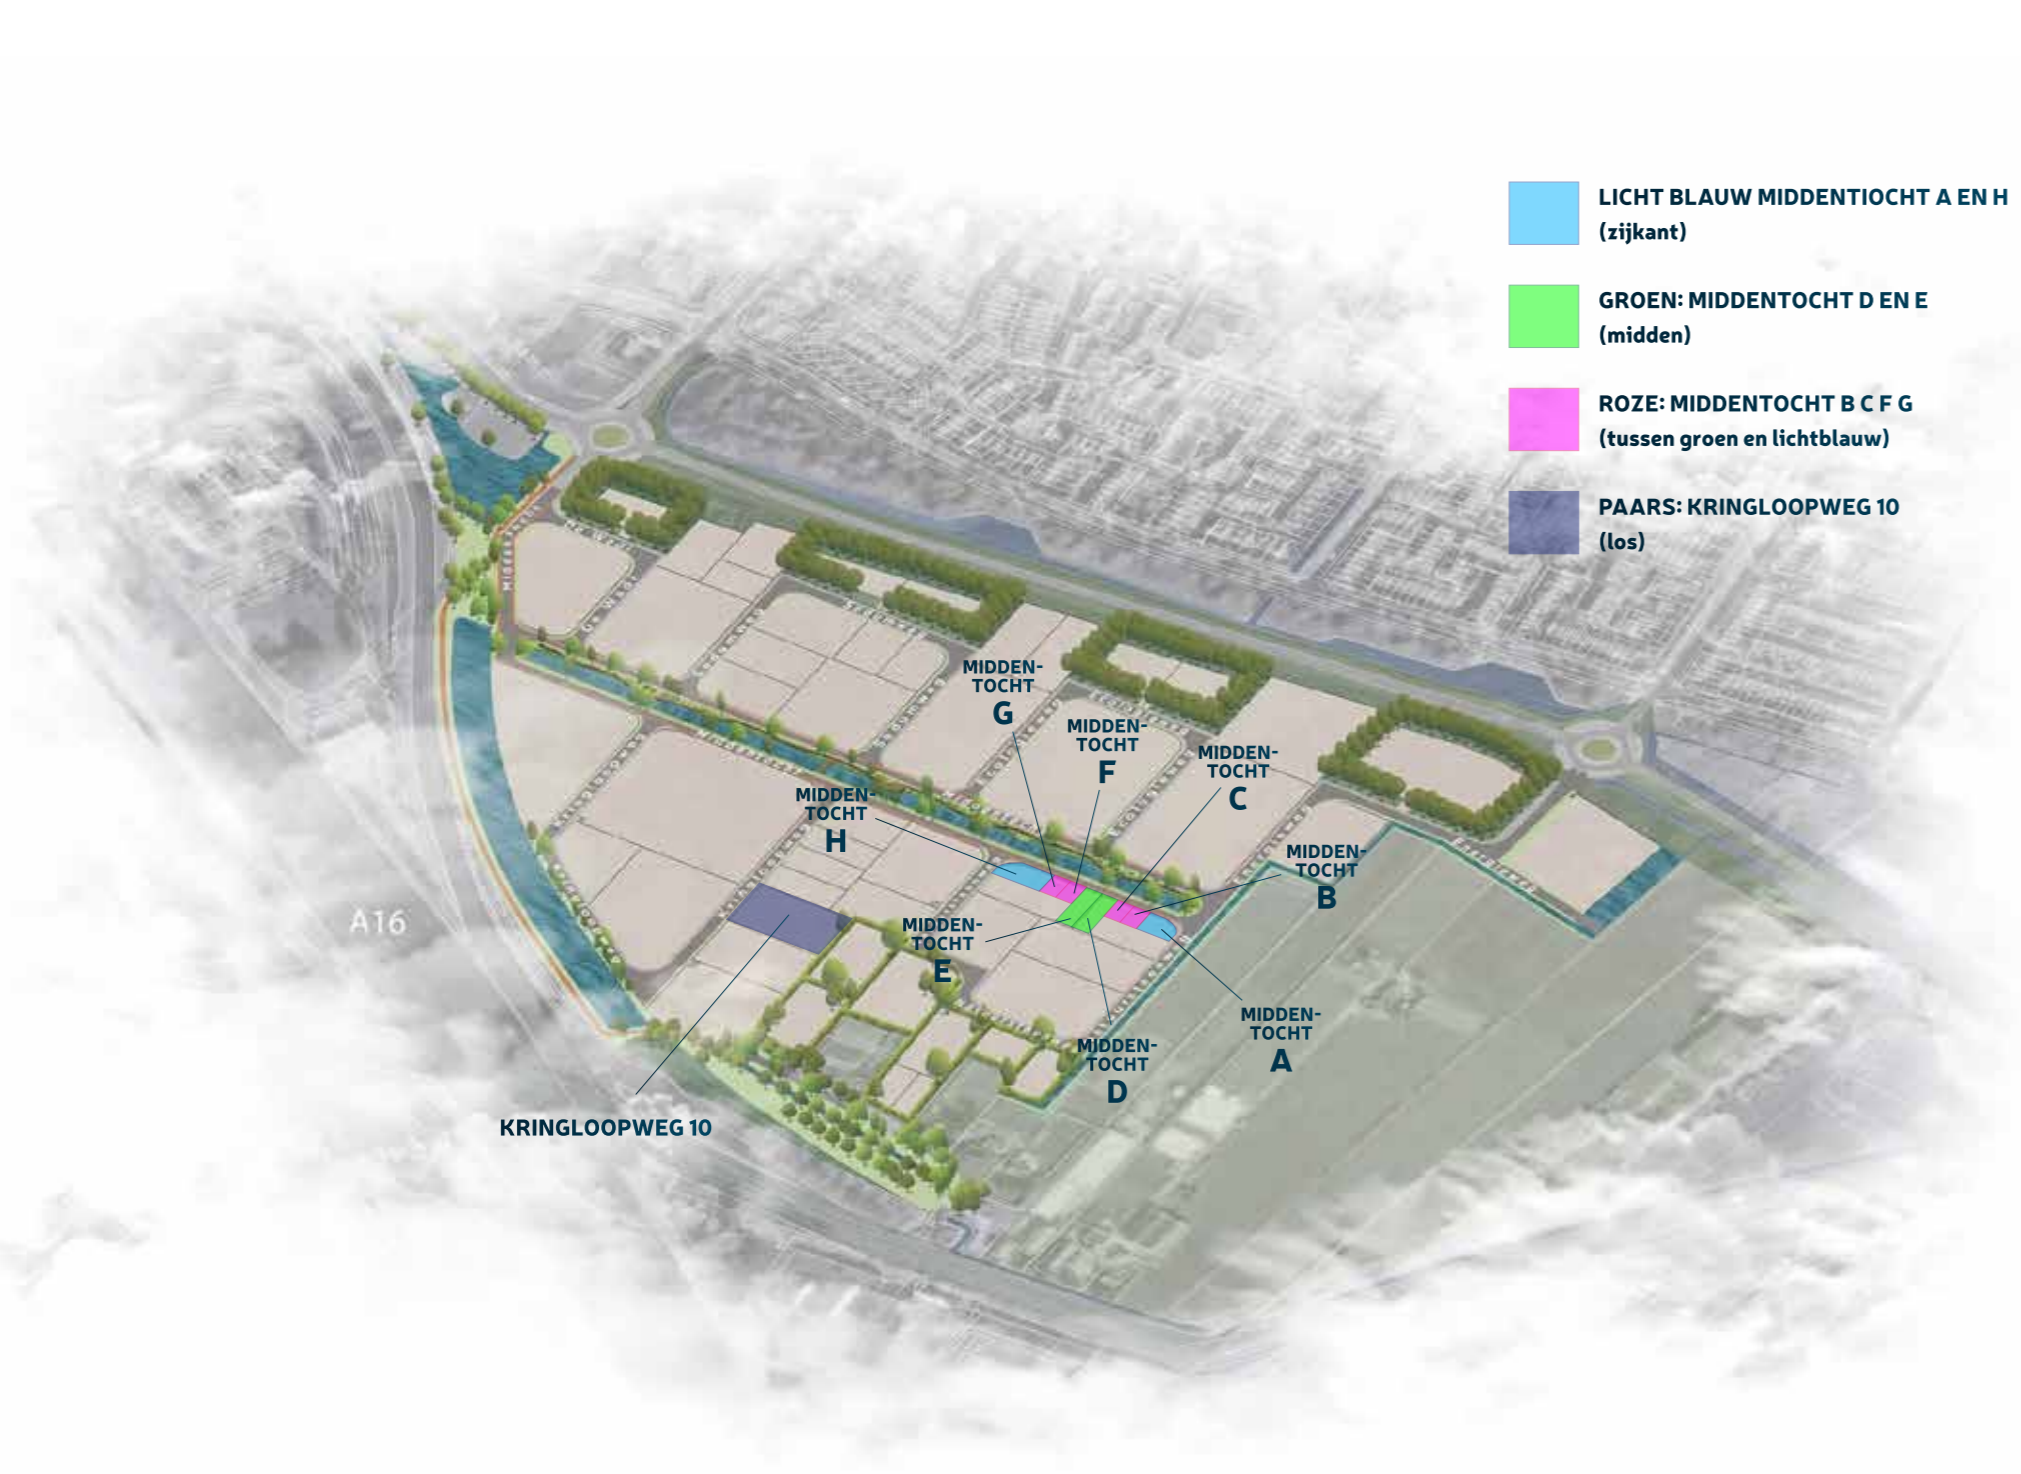 LICHT BLAUW MIDDENTIOCHT A EN H
(zijkant)
GROEN: MIDDENTOCHT D EN E
(midden)
ROZE: MIDDENTOCHT B C F G
(tussen groen en lichtblauw)
PAARS: KRINGLOOPWEG 10
(los)
MIDDEN-
TOCHT
G
MIDDEN-
TOCHT
F
MIDDEN-
TOCHT
C
MIDDEN-
TOCHT
H
MIDDEN-
TOCHT
B
MIDDEN-
TOCHT
E
MIDDEN-
TOCHT
A
MIDDEN-
TOCHT
D
A16
KRINGLOOPWEG 10